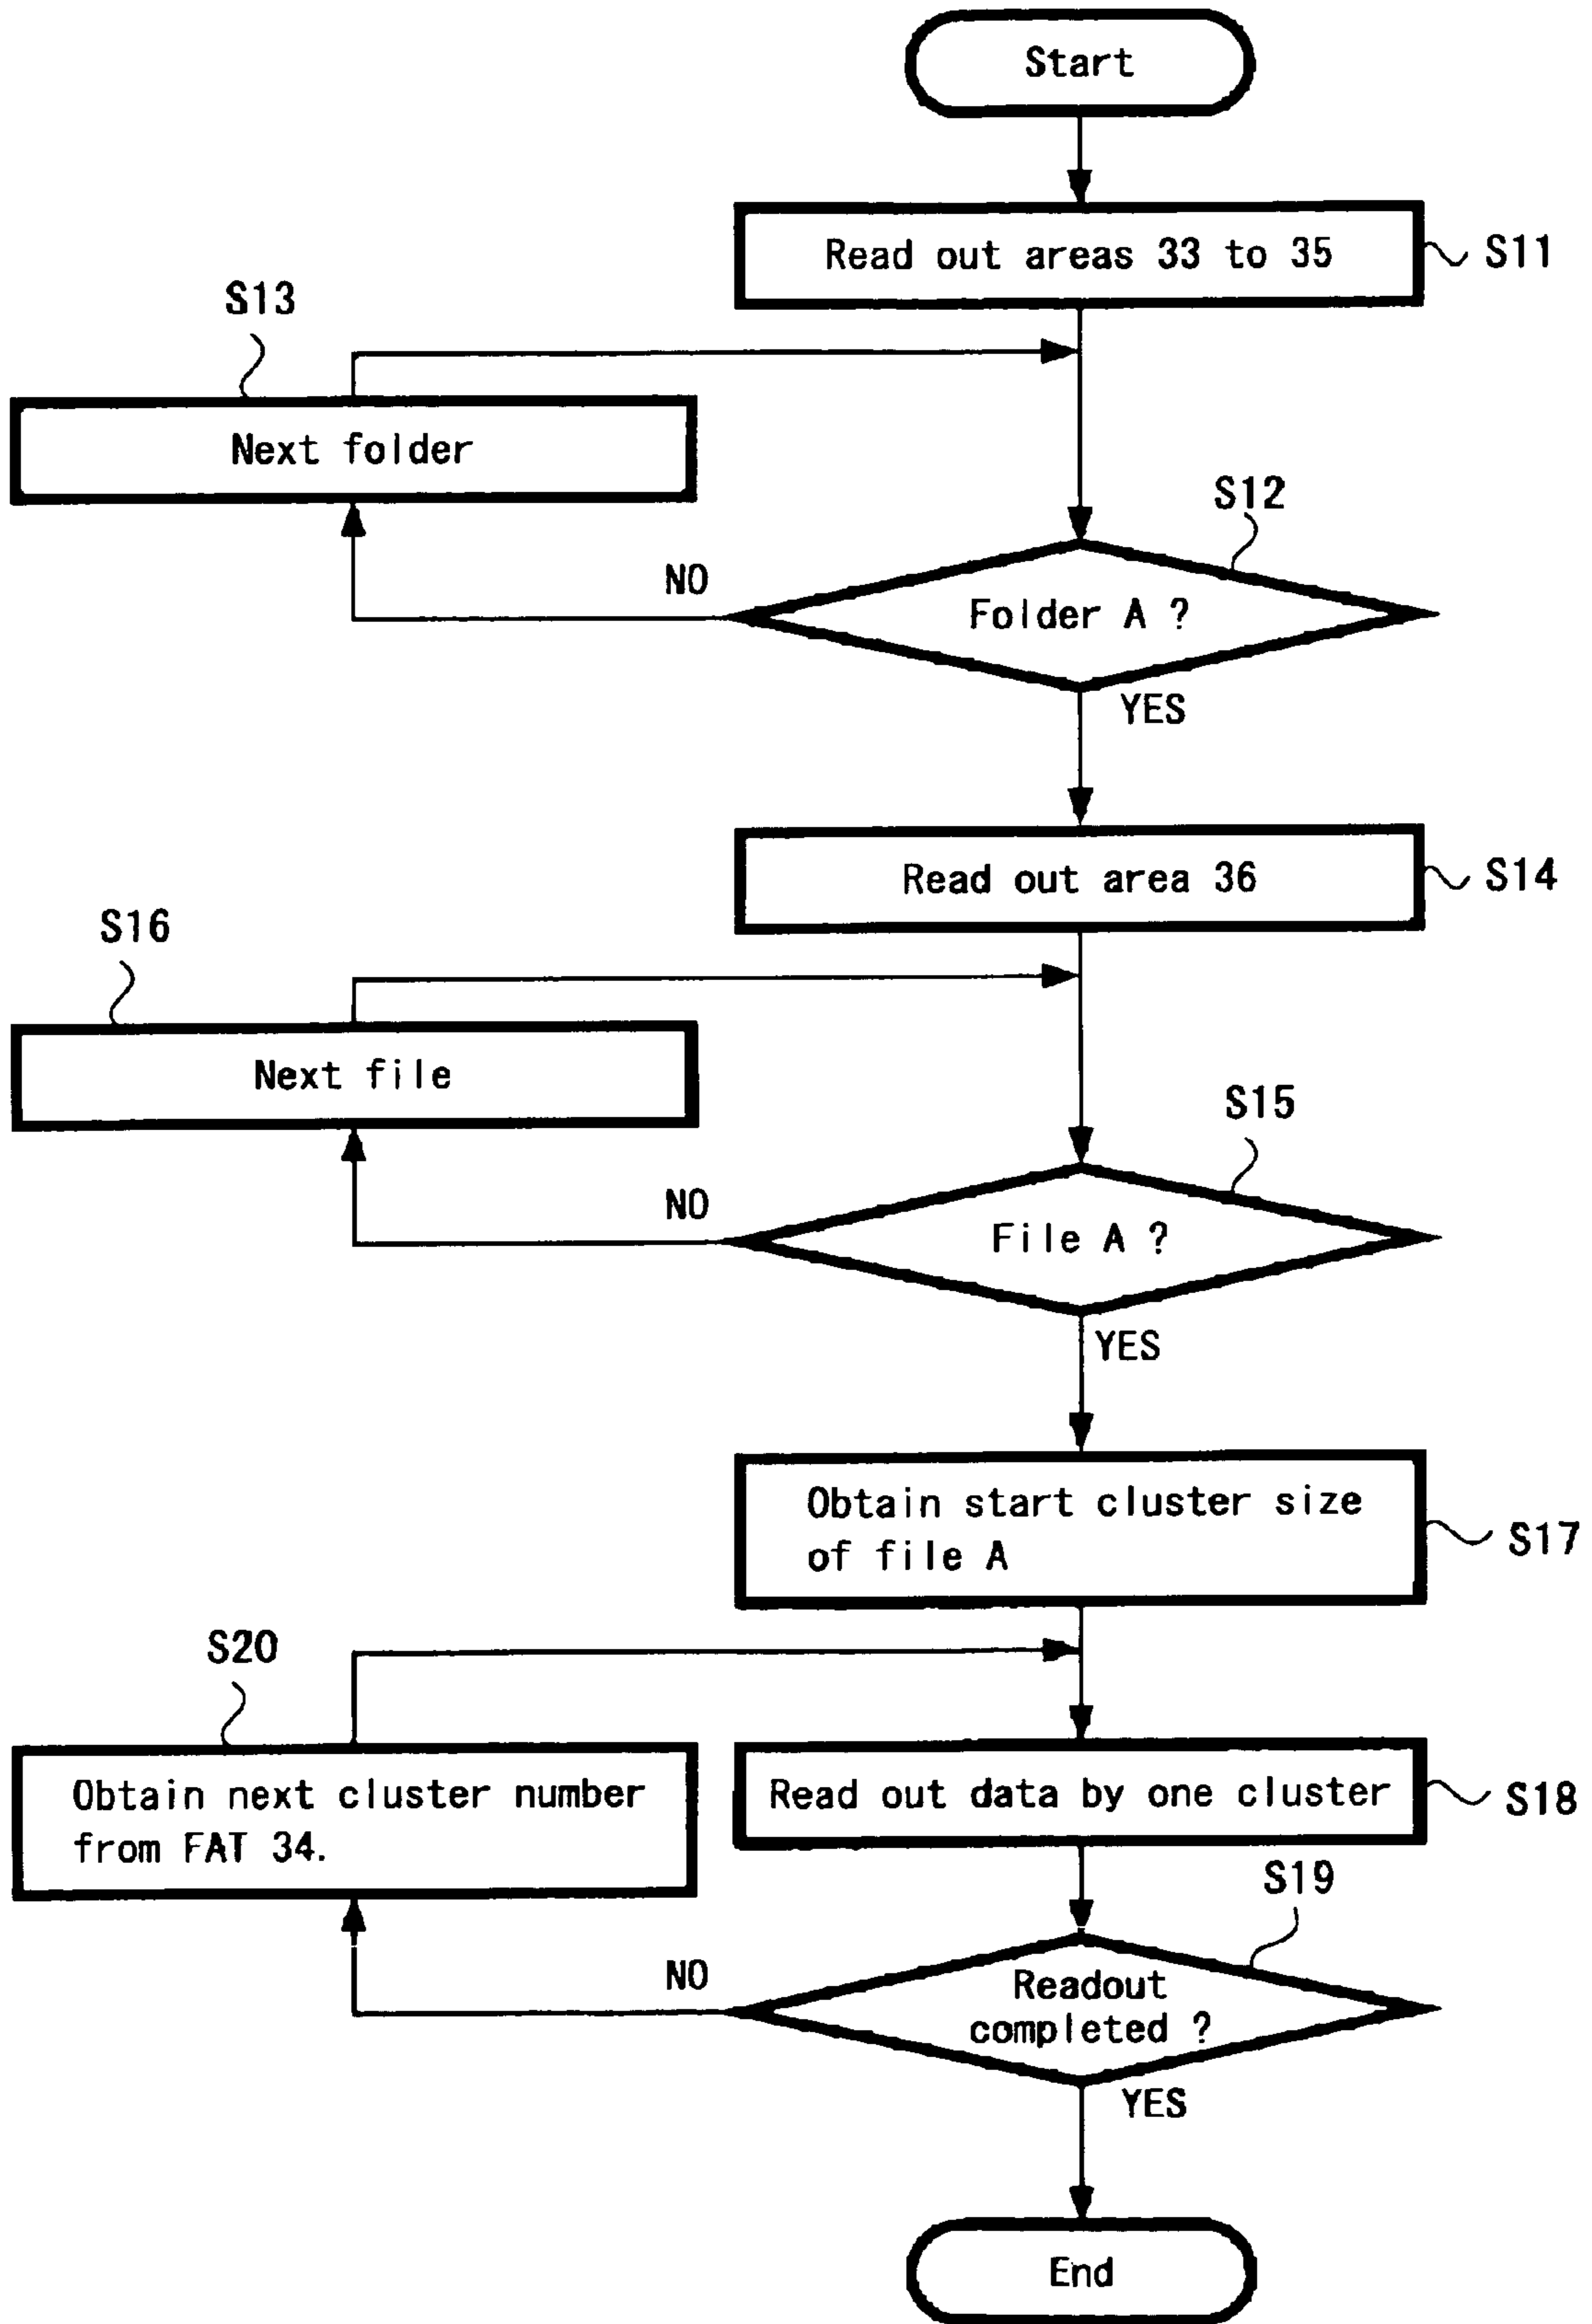 Start
Read out areas 33 to 35
S11
S13
Next folder
S12
NO
Folder A ?
YES
Read out area 36
S14
S16
Next file
S15
NO
File A ?
YES
Obtain start cluster size
of file A
S17
S20
Obtain next cluster number
from FAT 34.
Read out data by one cluster
S18
S19
NO
Readout
completed ?
YES
End